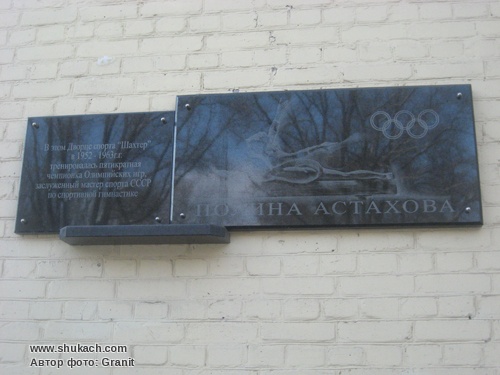 В этом Дворце спорта "Шахтер"
в 1952 - 1963гг.
тренировалась пятикратная
чемпионка Олимпийских игр,
заслуженный мастер спорта СССР
по спортивной гимнастике
ПОЛИНА АСТАХОВА
www.shukach.com
Автор фото: Granit